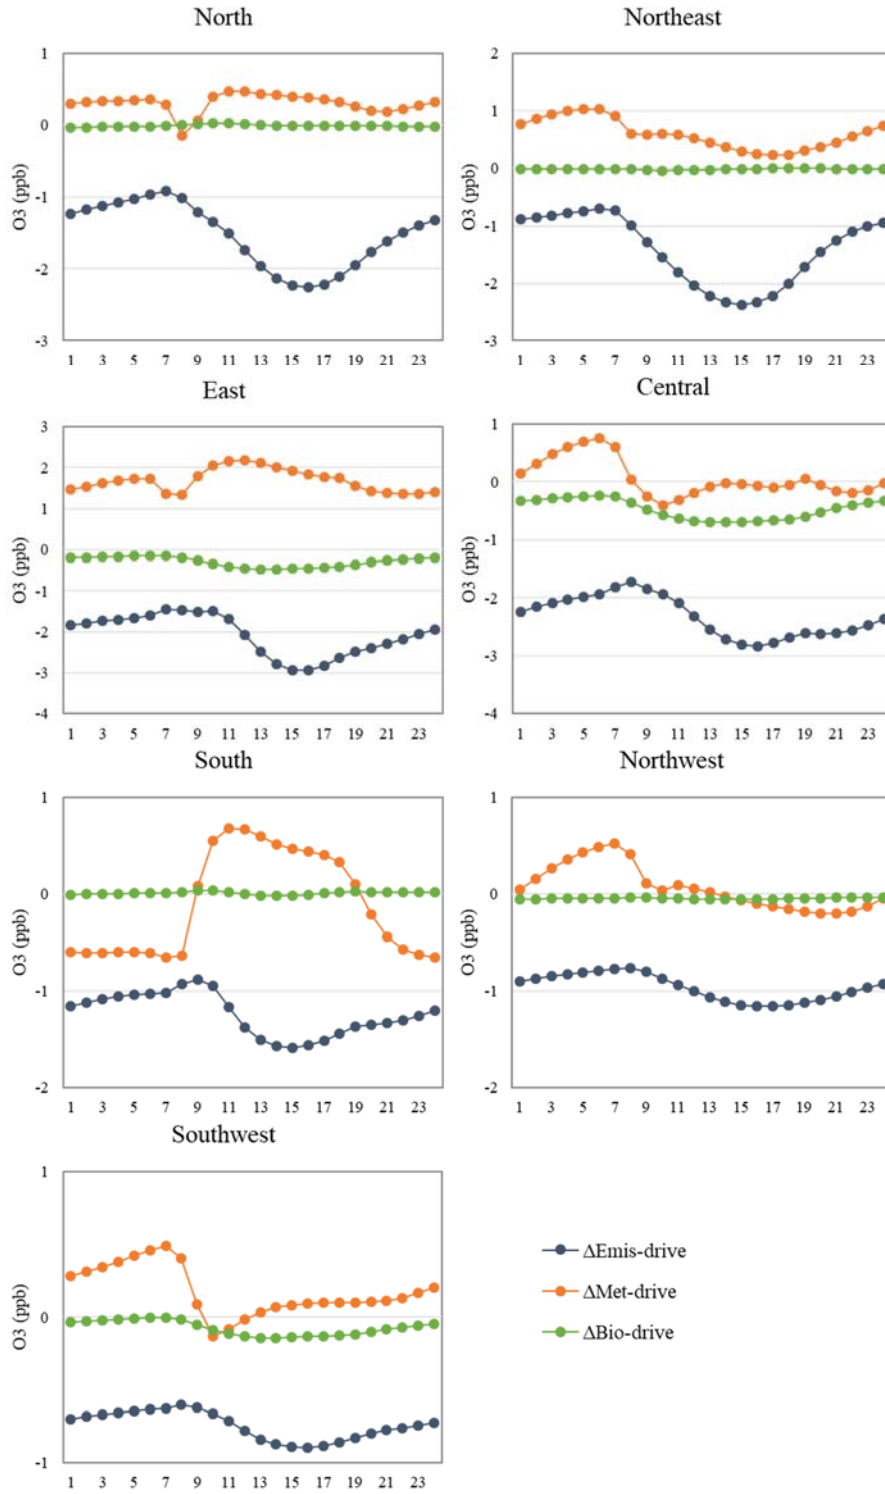 North
O3 (ppb)
1
0
-1
-2
-3
1 3 5 7 9 11 13 15 17 19 21 23
Northeast
O3 (ppb)
2
1
0
-1
-2
-3
1 3 5 7 9 11 13 15 17 19 21 23
East
O3 (ppb)
3
2
1
0
-1
-2
-3
-4
1 3 5 7 9 11 13 15 17 19 21 23
Central
O3 (ppb)
1
0
-1
-2
-3
-4
1 3 5 7 9 11 13 15 17 19 21 23
South
O3 (ppb)
1
0
-1
-2
1 3 5 7 9 11 13 15 17 19 21 23
Northwest
O3 (ppb)
1
0
-1
-2
1 3 5 7 9 11 13 15 17 19 21 23
Southwest
O3 (ppb)
1
0
-1
1 3 5 7 9 11 13 15 17 19 21 23
ΔEmis-drive
ΔMet-drive
ΔBio-drive